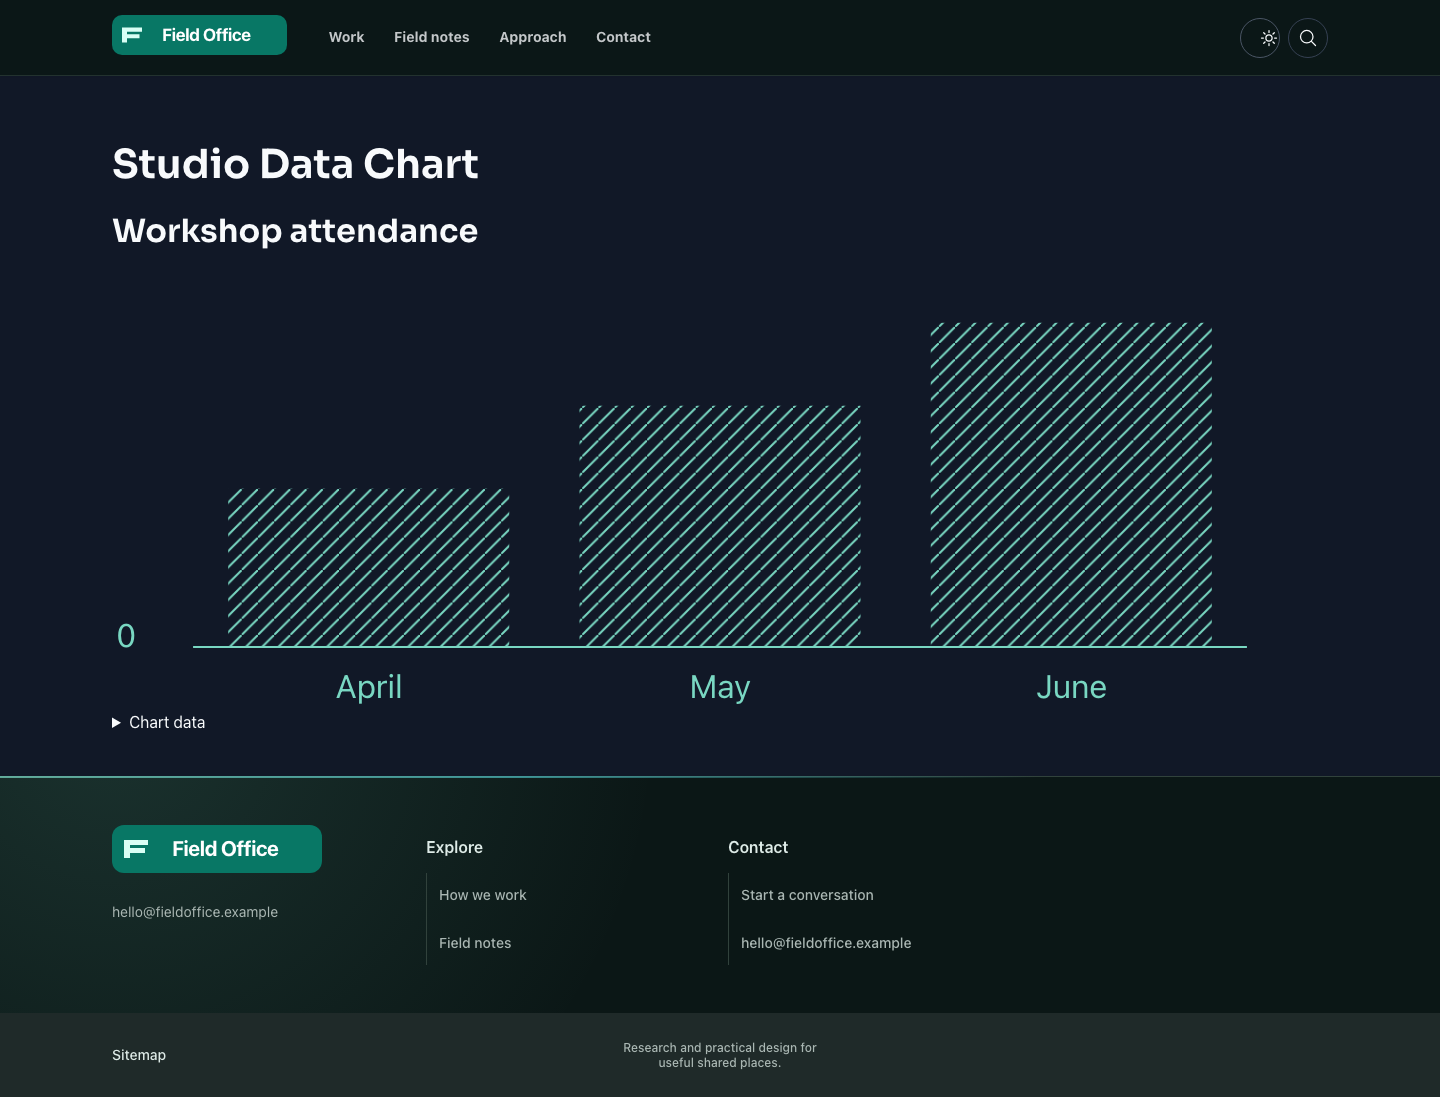 Field Office
Work
Field notes
Approach
Contact
Studio Data Chart
Workshop attendance
0
April
May
June
Chart data
Field Office
hello@fieldoffice.example
Explore
How we work
Field notes
Contact
Start a conversation
hello@fieldoffice.example
Sitemap
Research and practical design for
useful shared places.